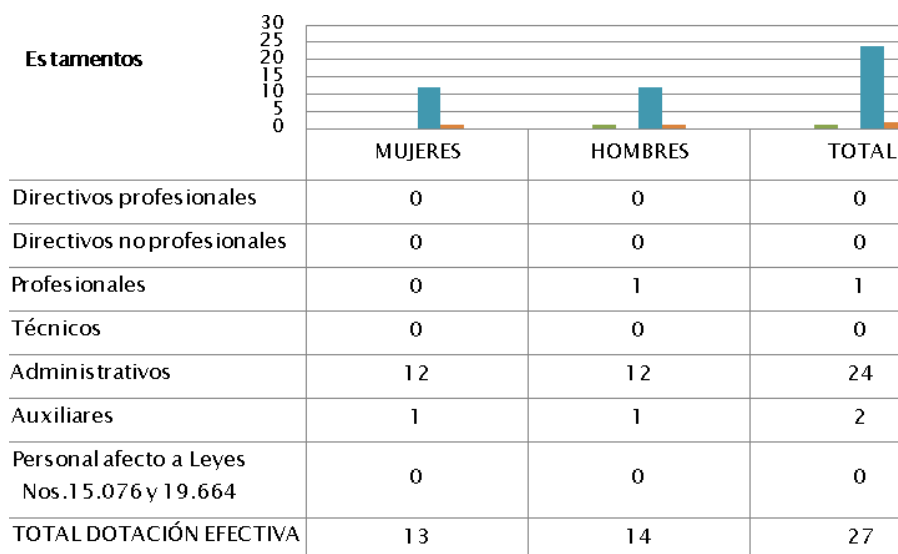 30
25
20
15
10
5
0
Estamentos
MUJERES HOMBRES TOTAL
Directivos profesionales 0 0 0
Directivos no profesionales 0 0 0
Profesionales 0 1 1
Técnicos 0 0 0
Administrativos 12 12 24
Auxiliares 1 1 2
Personal afecto a Leyes
Nos.15.076 y 19.664 0 0 0
TOTAL DOTACIÓN EFECTIVA 13 14 27